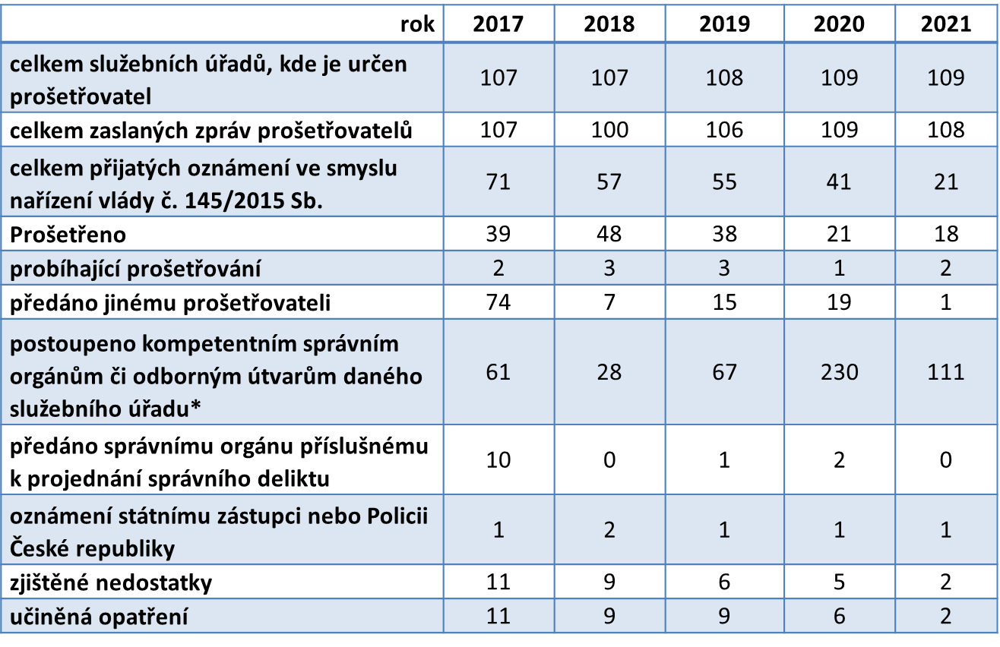 rok 2017 2018 2019 2020 2021
celkem služebních úřadů, kde je určen
prošetřovatel 107 107 108 109 109
celkem zaslaných zpráv prošetřovatelů 107 100 106 109 108
celkem přijatých oznámení ve smyslu
nařízení vlády č. 145/2015 Sb. 71 57 55 41 21
Prošetřeno 39 48 38 21 18
probíhající prošetřování 2 3 3 1 2
předáno jinému prošetřovateli 74 7 15 19 1
postoupeno kompetentním správním
orgánům či odborným útvarům daného 61 28 67 230 111
služebního úřadu*
předáno správnímu orgánu příslušnému
k projednání správního deliktu 10 0 1 2 0
oznámení státnímu zástupci nebo Policii
České republiky 1 2 1 1 1
zjištěné nedostatky 11 9 6 5 2
učiněná opatření 11 9 9 6 2